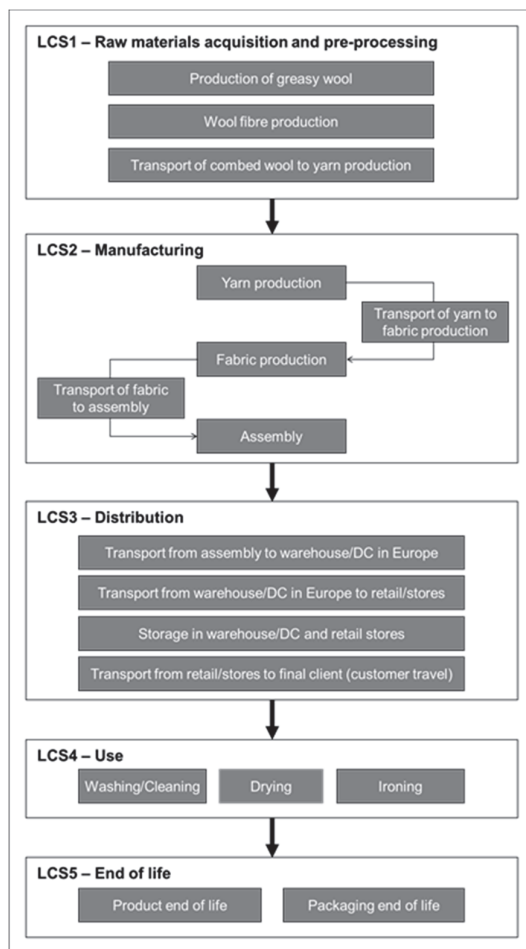 LCS1 – Raw materials acquisition and pre-processing
Production of greasy wool
Wool fibre production
Transport of combed wool to yarn production
LCS2 – Manufacturing
Yarn production
Transport of yarn to
fabric production
Fabric production
Transport of fabric
to assembly
Assembly
LCS3 – Distribution
Transport from assembly to warehouse/DC in Europe
Transport from warehouse/DC in Europe to retail/stores
Storage in warehouse/DC and retail stores
Transport from retail/stores to final client (customer travel)
LCS4 – Use
Washing/Cleaning
Drying
Ironing
LCS5 – End of life
Product end of life
Packaging end of life